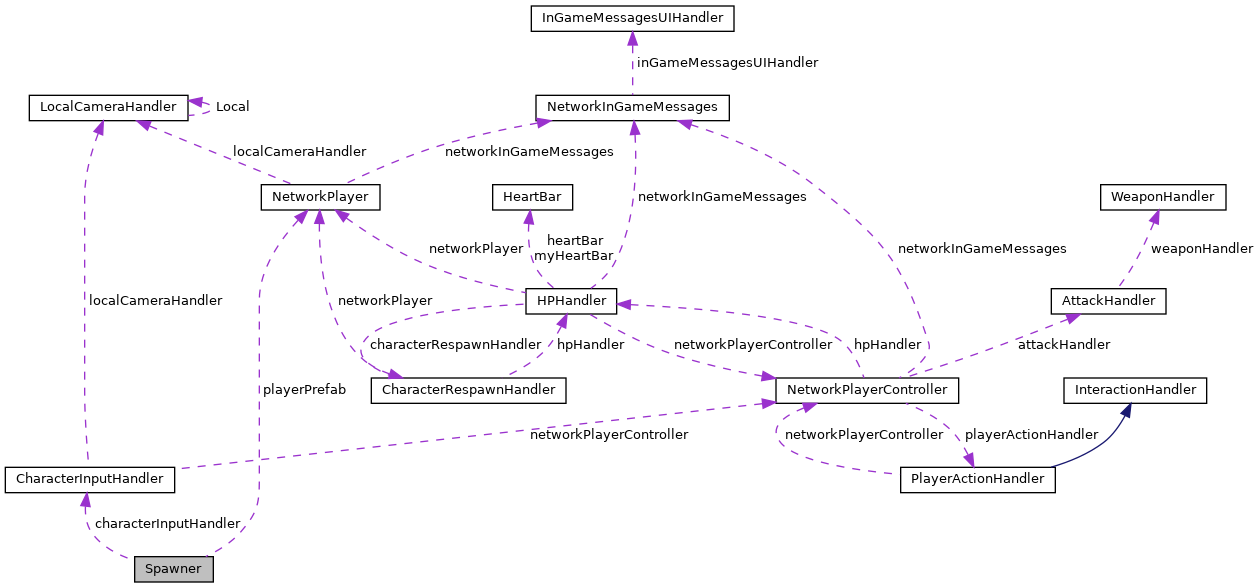 InGameMessagesUIHandler
inGameMessagesUIHandler
LocalCameraHandler
Local
NetworkInGameMessages
localCameraHandler
networkInGameMessages
NetworkPlayer
HeartBar
networkInGameMessages
WeaponHandler
networkPlayer
heartBar
myHeartBar
networkInGameMessages
weaponHandler
localCameraHandler
networkPlayer
HPHandler
AttackHandler
characterRespawnHandler
hpHandler
networkPlayerController
hpHandler
attackHandler
playerPrefab
CharacterRespawnHandler
NetworkPlayerController
InteractionHandler
networkPlayerController
networkPlayerController
playerActionHandler
CharacterInputHandler
PlayerActionHandler
characterInputHandler
Spawner